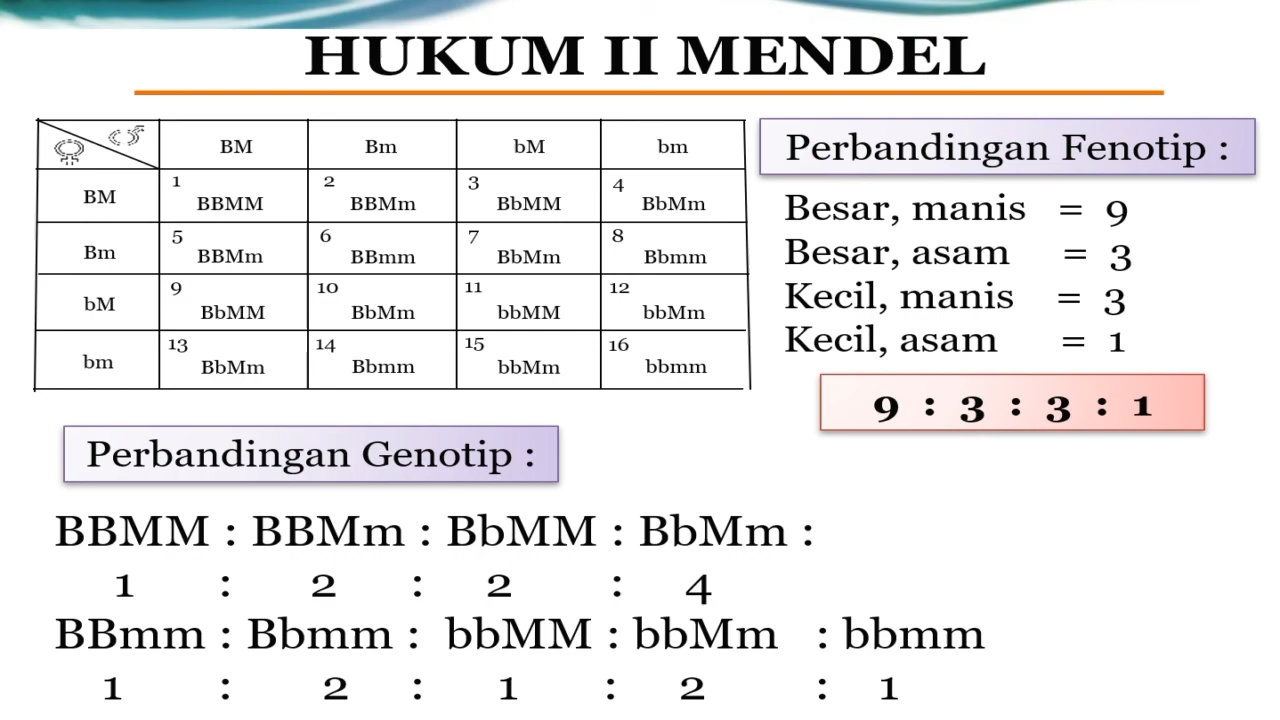 HUKUM II MENDEL
BM Bm bM bm
BM 1 BBMM 2 BBMm 3 BbMM 4 BbMm
Bm 5 BBMm 6 BBmm 7 BbMm 8 Bbmm
bM 9 BbMM 10 BbMm 11 bbMM 12 bbMm
bm 13 BbMm 14 Bbmm 15 bbMm 16 bbmm
Perbandingan Fenotip :
Besar, manis = 9
Besar, asam = 3
Kecil, manis = 3
Kecil, asam = 1
9 : 3 : 3 : 1
Perbandingan Genotip :
BBMM : BBMm : BbMM : BbMm :
1 : 2 : 2 : 4
BBmm : Bbmm : bbMM : bbMm : bbmm
1 : 2 : 1 : 2 : 1